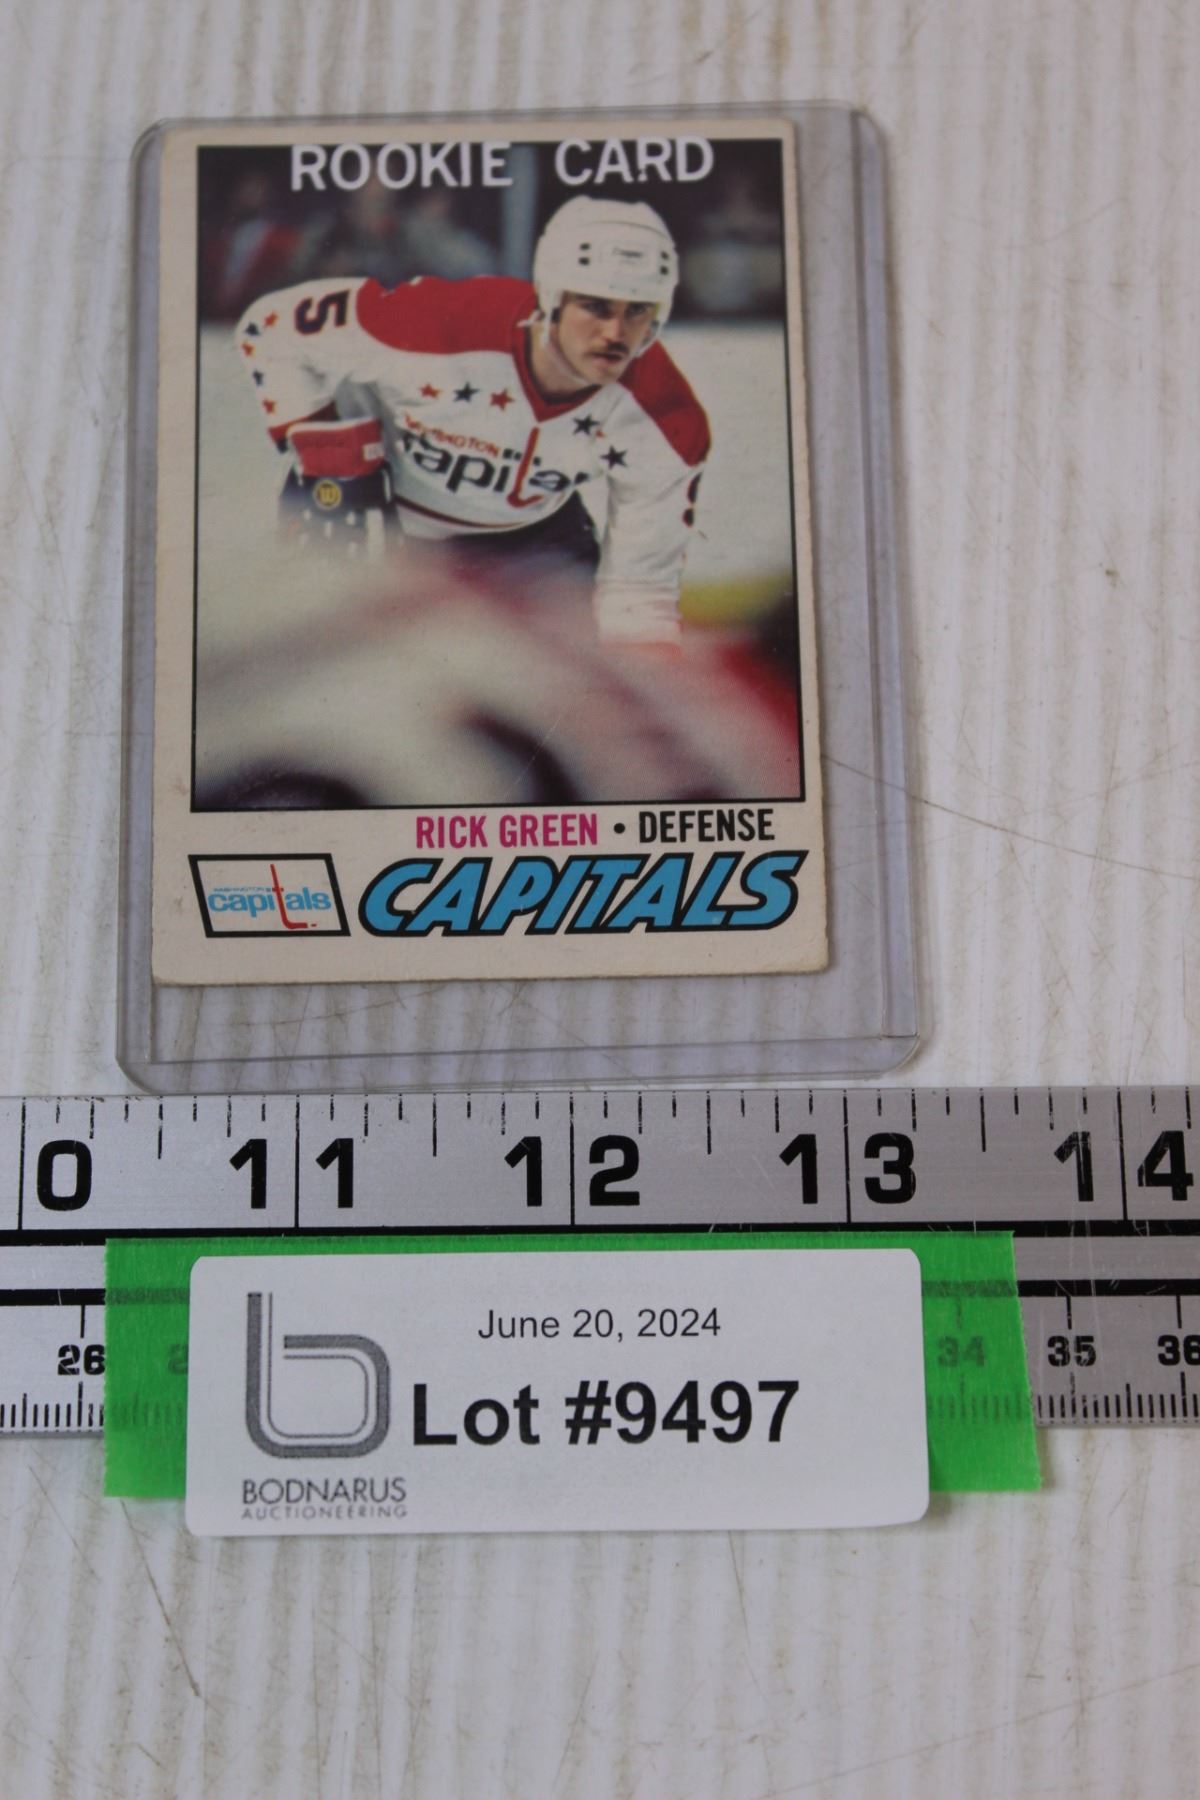 ROOKIE CARD
5
WASHINGTON
capitals
RICK GREEN • DEFENSE
WASHINGTON
capitals
CAPITALS
0 11 12 13 14
26 34 35 36
June 20, 2024
Lot #9497
BODNARUS
AUCTIONEERING